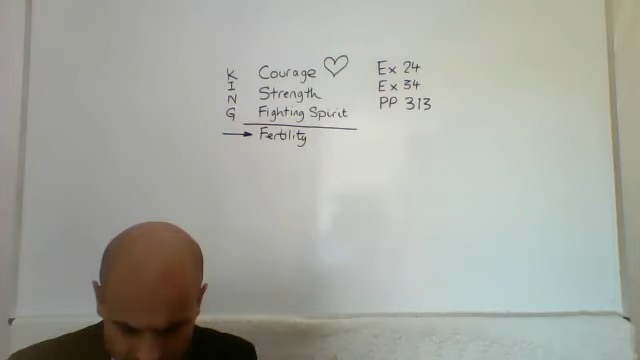 K Courage ♡ Ex 24
I Strength Ex 34
N Fighting Spirit PP 313
G
→ Fertility